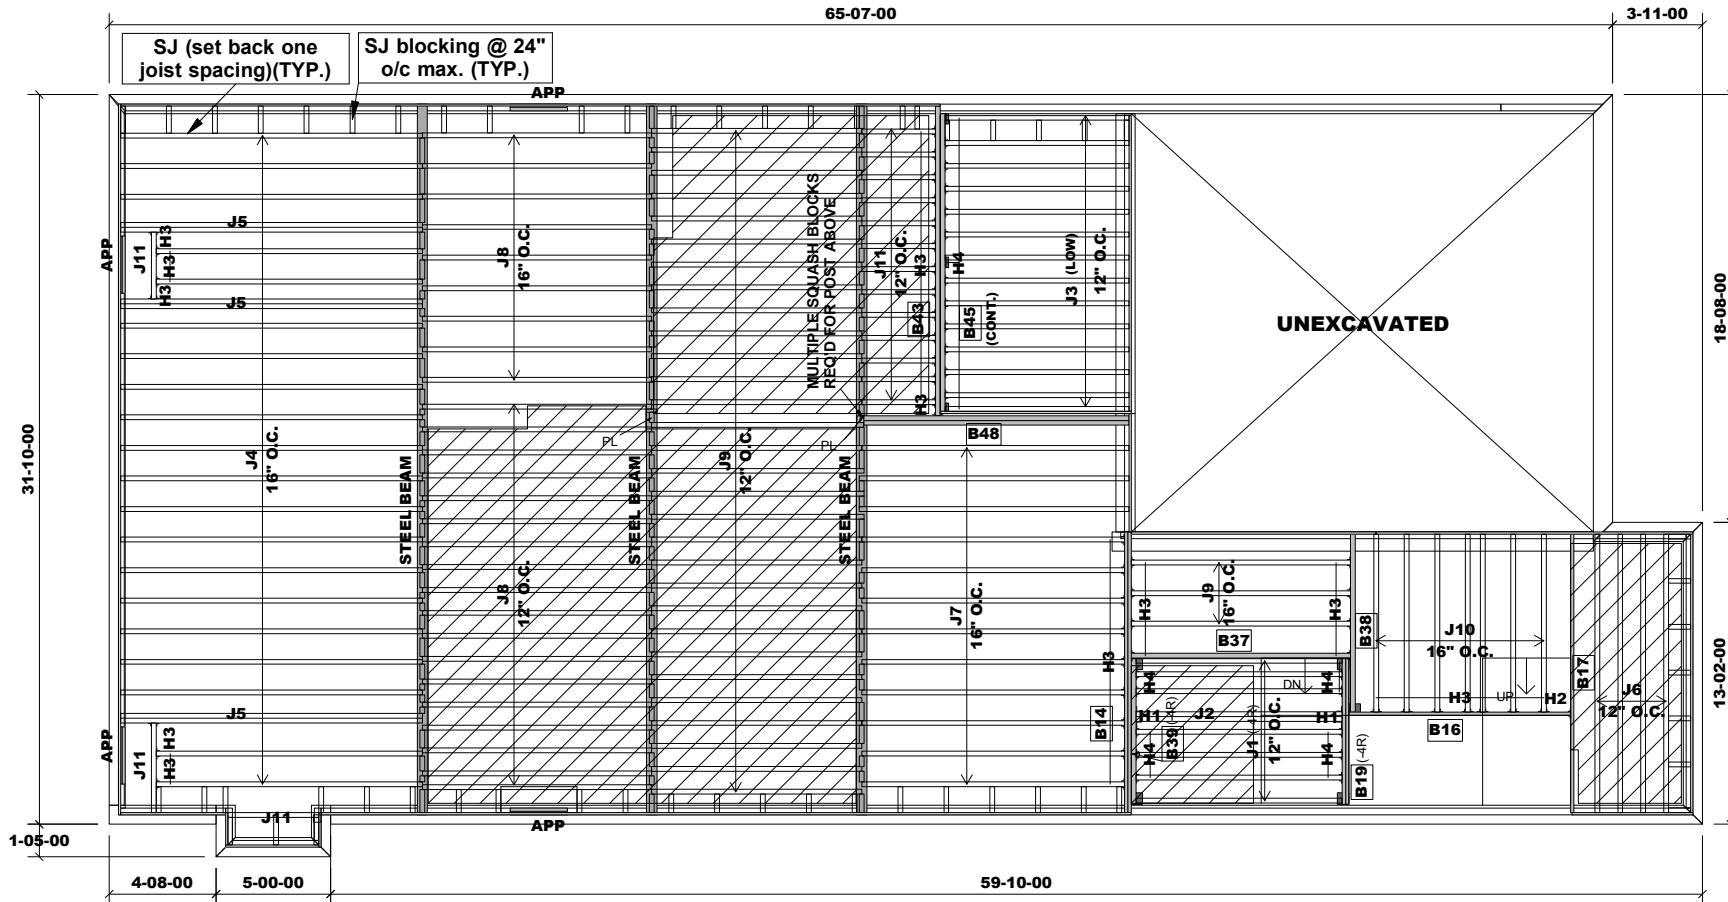 65-07-00
3-11-00
SJ (set back one
joist spacing)(TYP.)
SJ blocking @ 24"
o/c max. (TYP.)
APP
APP
J5
J11
H3
H3
H3
J5
J8
16" O.C.
MULTIPLE SQUASH BLOCKS
REQ'D FOR POST ABOVE
J11
12" O.C.
H3
H4
B43
B45
(CONT.)
H3
J3 (LOW)
12" O.C.
UNEXCAVATED
18-08-00
31-10-00
J4
16" O.C.
PL
J9
12" O.C.
PL
B48
STEEL BEAM
STEEL BEAM
STEEL BEAM
J8
12" O.C.
J7
16" O.C.
H3
H3
J9
16" O.C.
H3
B37
B38
J10
16" O.C.
B17
J6
12" O.C.
13-02-00
H4
DN
H4
H3
UP
H2
J5
B14
H1
B39 (-4R)
J2
J1 (-4R)
12" O.C.
H1
B16
APP
J11
H3
H3
H4
H4
B19 (-4R)
J11
APP
1-05-00
4-08-00
5-00-00
59-10-00